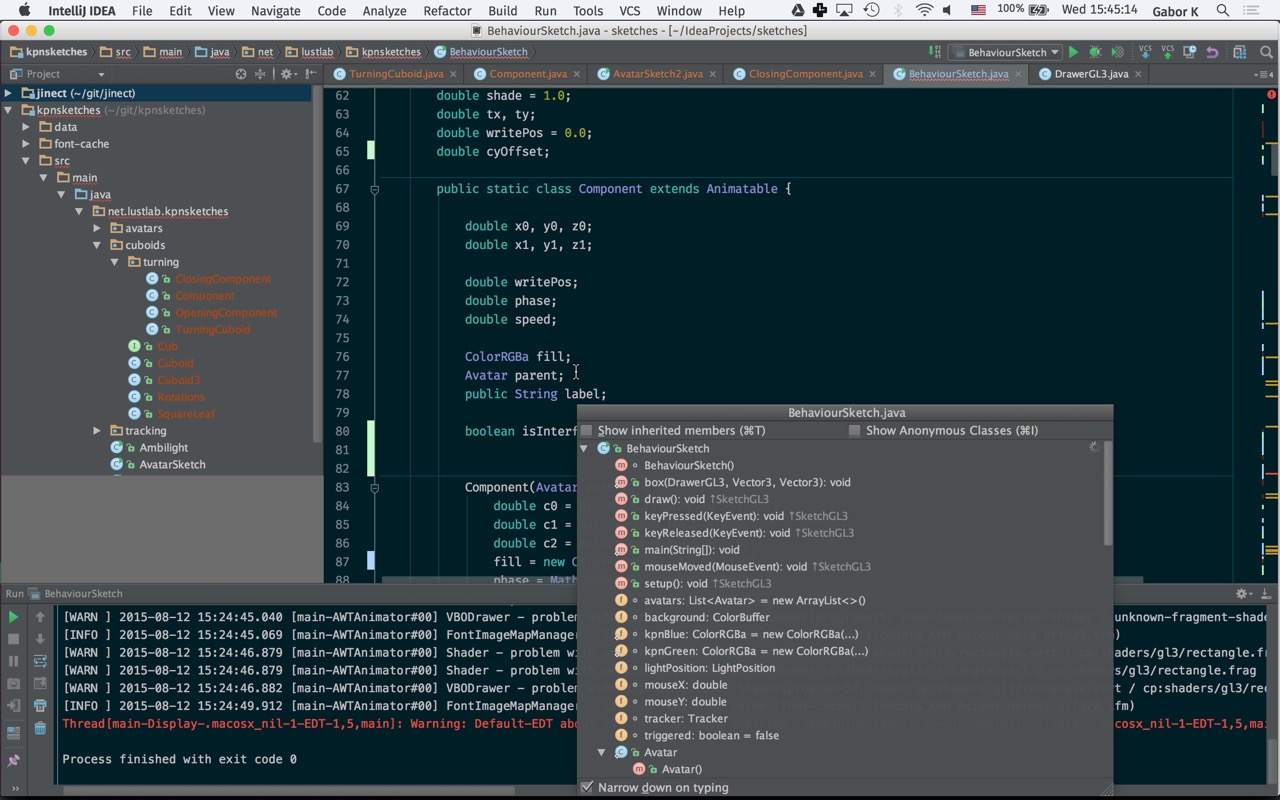 IntelliJ IDEA File Edit View Navigate Code Analyze Refactor Build Run Tools VCS Window Help 100% Wed 15:45:14 Gabor K
BehaviourSketch.java - sketches - [~/IdeaProjects/sketches]
kpnsketches src main java net lustlab kpnsketches BehaviourSketch BehaviourSketch VCS VCS
Project TurningCuboid.java Component.java AvatarSketch2.java ClosingComponent.java BehaviourSketch.java DrawerGL3.java
jinect (~/git/jinect)
kpnsketches (~/git/kpnsketches)
data
font-cache
src
main
java
net.lustlab.kpnsketches
avatars
cuboids
turning
ClosingComponent
Component
OpeningComponent
TurningCuboid
Cub
Cuboid
Cuboid3
Rotations
SquareLeaf
tracking
Ambilight
AvatarSketch
62 double shade = 1.0;
63 double tx, ty;
64 double writePos = 0.0;
65 double cyOffset;
66
67 public static class Component extends Animatable {
68
69 double x0, y0, z0;
70 double x1, y1, z1;
71
72 double writePos;
73 double phase;
74 double speed;
75
76 ColorRGBa fill;
77 Avatar parent;
78 public String label;
79
80 boolean isInterf
81
82
83 Component(Avatar
84 double c0 =
85 double c1 =
86 double c2 =
87 fill = new C
88 phase = Math
BehaviourSketch.java
Show inherited members (⌘T) Show Anonymous Classes (⌘I)
BehaviourSketch
BehaviourSketch()
box(DrawerGL3, Vector3, Vector3): void
draw(): void ↑SketchGL3
keyPressed(KeyEvent): void ↑SketchGL3
keyReleased(KeyEvent): void ↑SketchGL3
main(String[]): void
mouseMoved(MouseEvent): void ↑SketchGL3
setup(): void ↑SketchGL3
avatars: List<Avatar> = new ArrayList<>()
background: ColorBuffer
kpnBlue: ColorRGBa = new ColorRGBa(...)
kpnGreen: ColorRGBa = new ColorRGBa(...)
lightPosition: LightPosition
mouseX: double
mouseY: double
tracker: Tracker
triggered: boolean = false
Avatar
Avatar()
Narrow down on typing
Run BehaviourSketch
[WARN ] 2015-08-12 15:24:45.040 [main-AWTAnimator#00] VBODrawer - problem unknown-fragment-shade
[INFO ] 2015-08-12 15:24:45.069 [main-AWTAnimator#00] FontImageMapManager fm)
[WARN ] 2015-08-12 15:24:46.879 [main-AWTAnimator#00] Shader - problem with / cp:shaders/gl3/rectangle.f
[WARN ] 2015-08-12 15:24:46.879 [main-AWTAnimator#00] Shader - problem with rs/gl3/rectangle.frag
[WARN ] 2015-08-12 15:24:46.882 [main-AWTAnimator#00] VBODrawer - problem / cp:shaders/gl3/rec
[INFO ] 2015-08-12 15:24:49.912 [main-AWTAnimator#00] FontImageMapManager fm)
Thread[main-Display-.macosx_nil-1-EDT-1,5,main]: Warning: Default-EDT abo cosx_nil-1-EDT-1,5,mai
Process finished with exit code 0